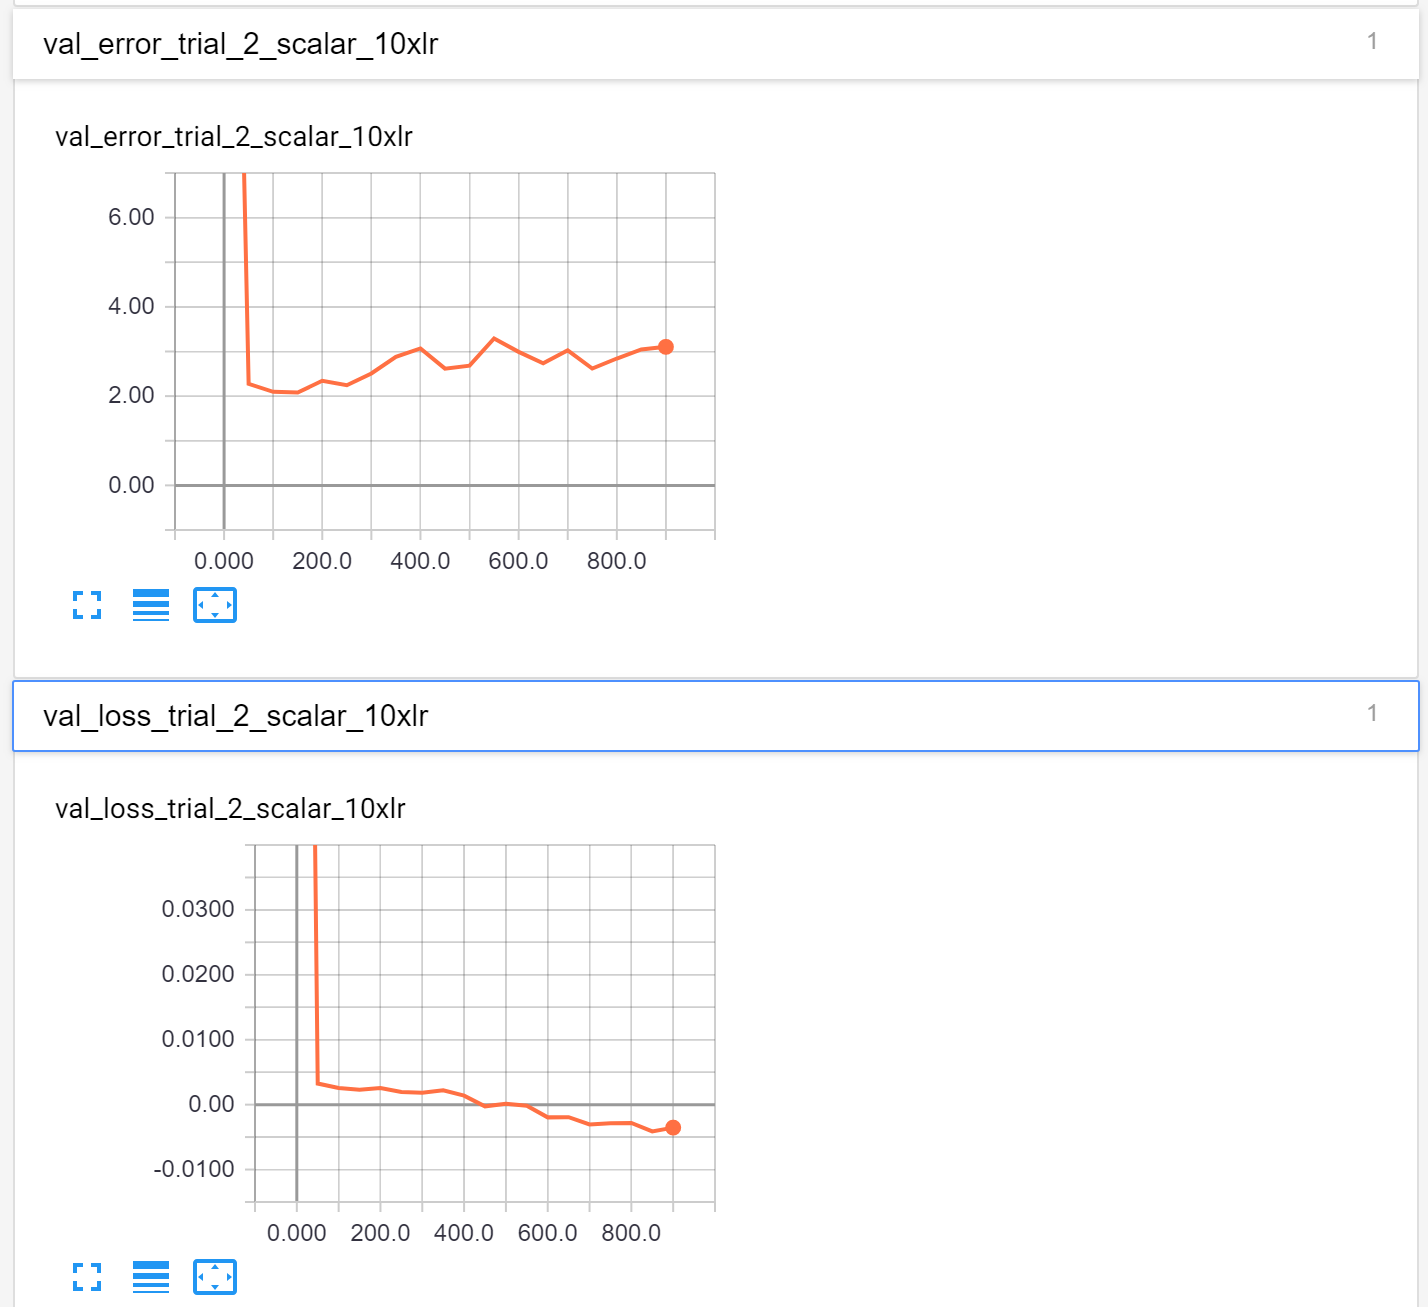 val_error_trial_2_scalar_10xlr 1
val_error_trial_2_scalar_10xlr
6.00
4.00
2.00
0.00
0.000 200.0 400.0 600.0 800.0
val_loss_trial_2_scalar_10xlr 1
val_loss_trial_2_scalar_10xlr
0.0300
0.0200
0.0100
0.00
-0.0100
0.000 200.0 400.0 600.0 800.0